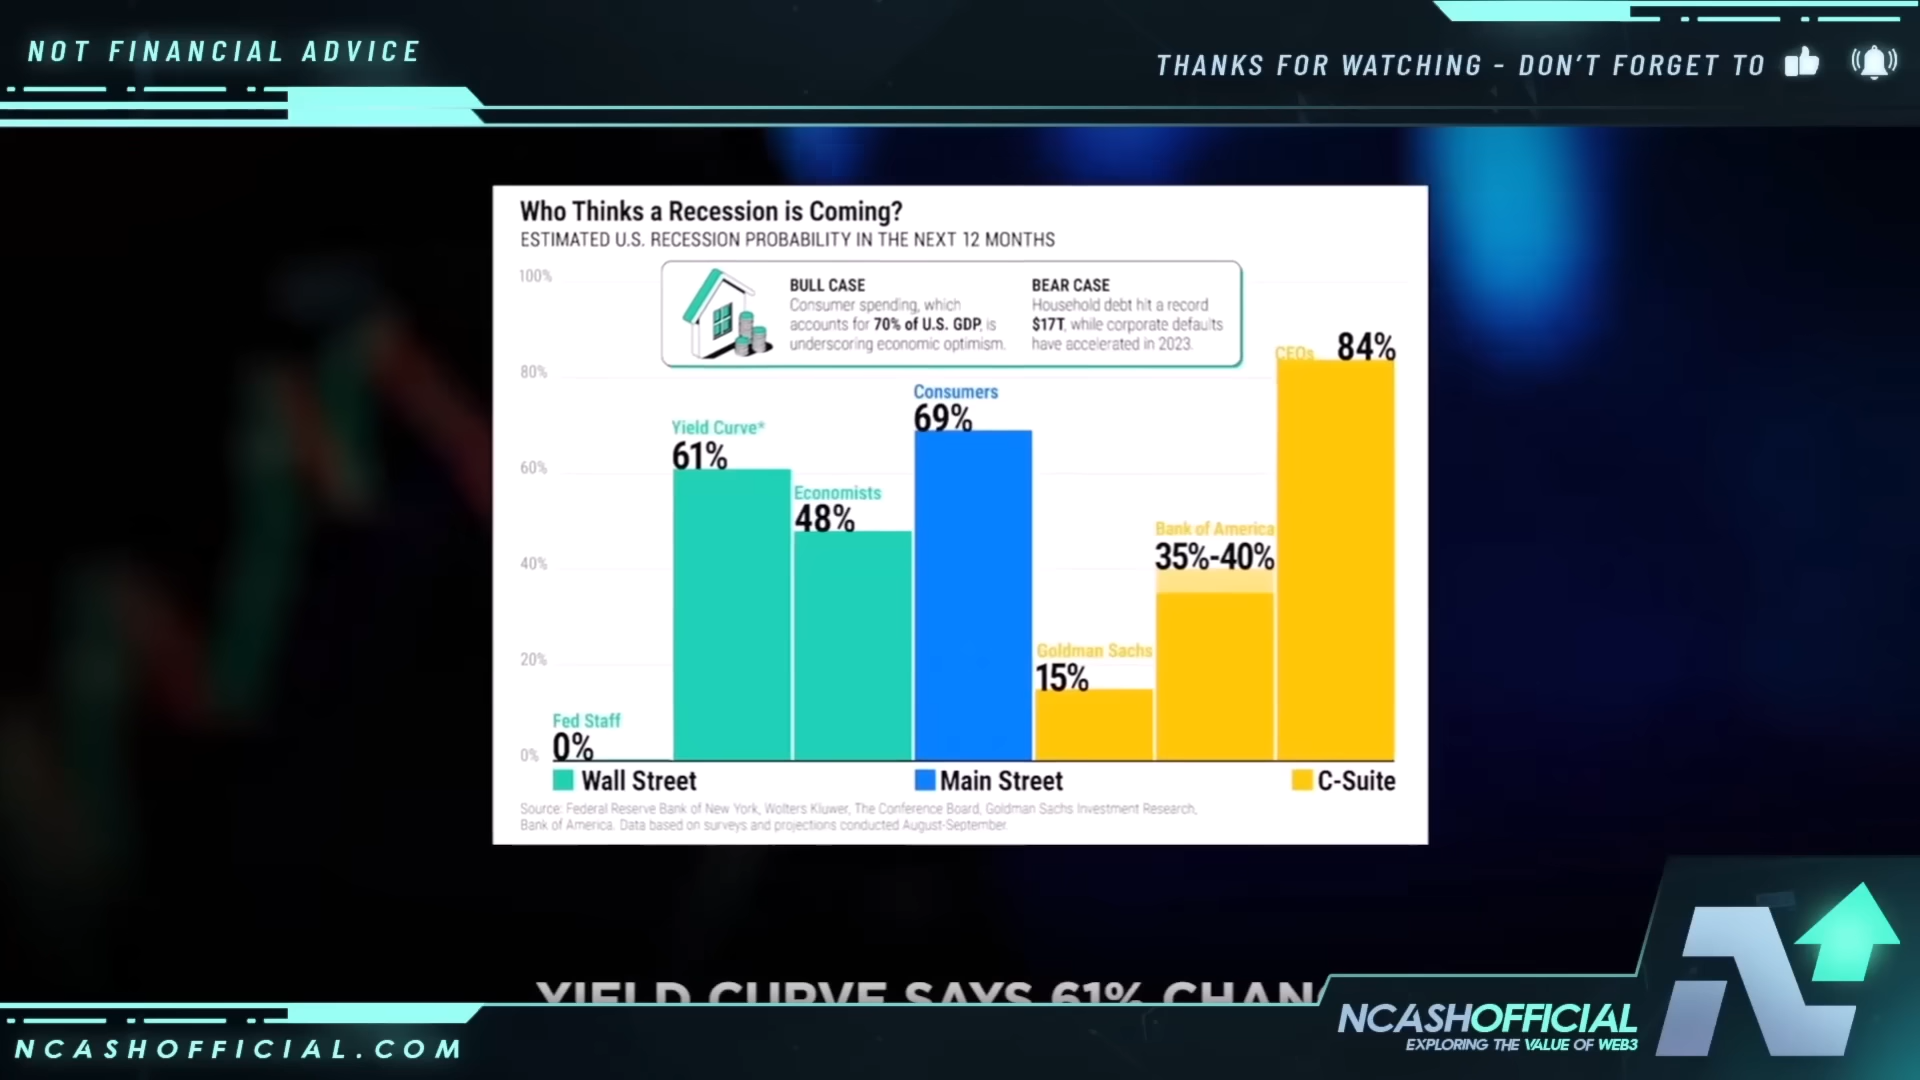 NOT FINANCIAL ADVICE
THANKS FOR WATCHING - DON'T FORGET TO
Who Thinks a Recession is Coming?
ESTIMATED U.S. RECESSION PROBABILITY IN THE NEXT 12 MONTHS
100%
80%
60%
40%
20%
0%
BULL CASE
Consumer spending, which
accounts for 70% of U.S. GDP, is
underscoring economic optimism.
BEAR CASE
Household debt hit a record
$17T, while corporate defaults
have accelerated in 2023.
Fed Staff
0%
Yield Curve*
61%
Economists
48%
Consumers
69%
Goldman Sachs
15%
Bank of America
35%-40%
CEOs
84%
Wall Street
Main Street
C-Suite
Source: Federal Reserve Bank of New York, Wolters Kluwer, The Conference Board, Goldman Sachs Investment Research,
Bank of America. Data based on surveys and projections conducted August-September.
YIELD CURVE SAYS 61%
NCASHOFFICIAL.COM
NCASHOFFICIAL
EXPLORING THE VALUE OF WEB3